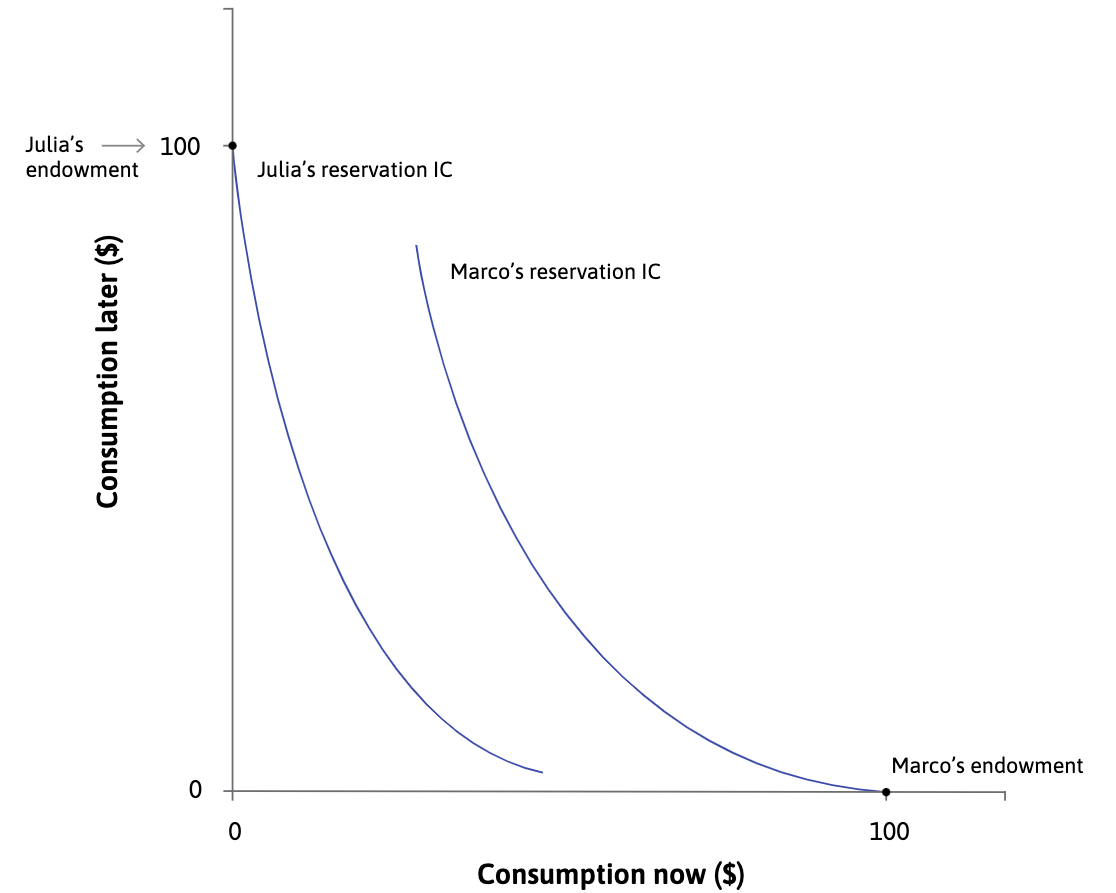 Julia's
endowment
100
Julia's reservation IC
Marco's reservation IC
Consumption later ($)
Marco's endowment
0
0
100
Consumption now ($)